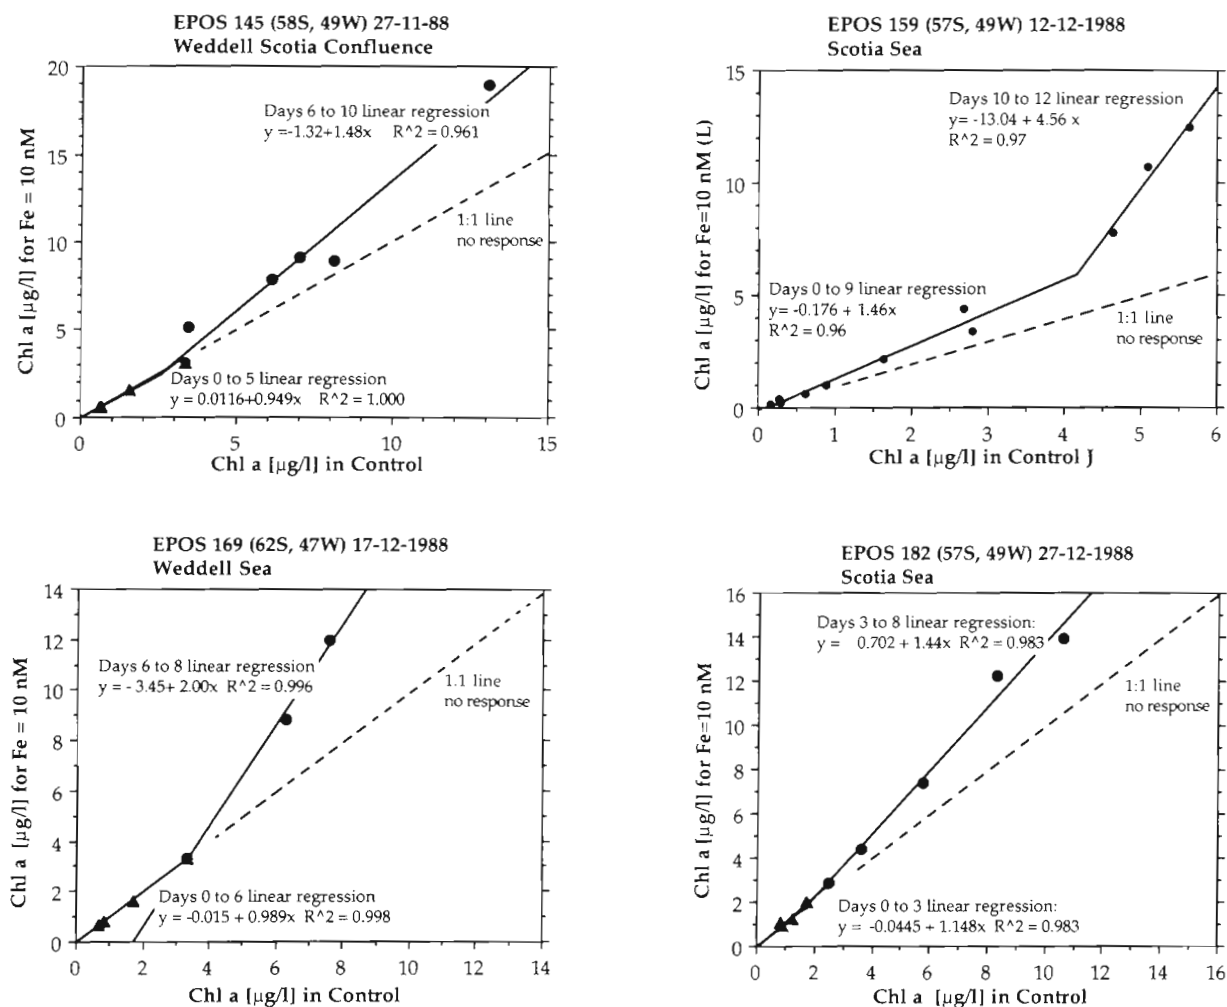 EPOS 145 (58S, 49W) 27-11-88
Weddell Scotia Confluence
20
15
10
5
0
Chl a [µg/l] for Fe = 10 nM
Days 6 to 10 linear regression
y =-1.32+1.48x R^2 = 0.961
1:1 line
no response
Days 0 to 5 linear regression
y = 0.0116+0.949x R^2 = 1.000
0 5 10 15
Chl a [µg/l] in Control
EPOS 159 (57S, 49W) 12-12-1988
Scotia Sea
15
10
5
0
Chl a [µg/l] for Fe=10 nM (L)
Days 10 to 12 linear regression
y= -13.04 + 4.56 x
R^2 = 0.97
Days 0 to 9 linear regression
y= -0.176 + 1.46x
R^2 = 0.96
1:1 line
no response
0 1 2 3 4 5 6
Chl a [µg/l] in Control J
EPOS 169 (62S, 47W) 17-12-1988
Weddell Sea
14
12
10
8
6
4
2
0
Chl a [µg/l] for Fe = 10 nM
Days 6 to 8 linear regression
y = - 3.45+ 2.00x R^2 = 0.996
1.1 line
no response
Days 0 to 6 linear regression
y = -0.015 + 0.989x R^2 = 0.998
0 2 4 6 8 10 12 14
Chl a [µg/l] in Control
EPOS 182 (57S, 49W) 27-12-1988
Scotia Sea
16
14
12
10
8
6
4
2
0
Chl a [µg/l] for Fe=10 nM
Days 3 to 8 linear regression:
y = 0.702 + 1.44x R^2 = 0.983
1:1 line
no response
Days 0 to 3 linear regression:
y = -0.0445 + 1.148x R^2 = 0.983
0 2 4 6 8 10 12 14 16
Chl a [µg/l] in Control